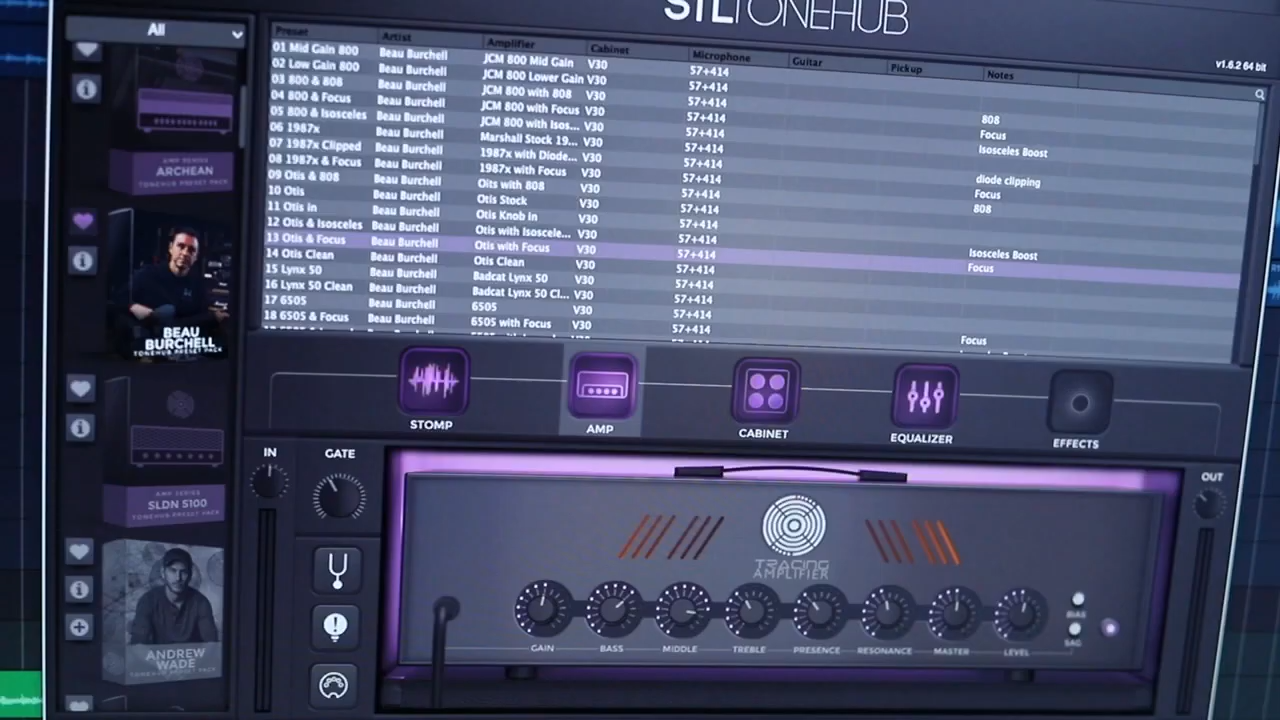 STLTONEHUB
v1.6.2 64 bit
All
Preset Artist Amplifier Cabinet Microphone Guitar Pickup Notes
01 Mid Gain 800 Beau Burchell JCM 800 Mid Gain V30 57+414
02 Low Gain 800 Beau Burchell JCM 800 Lower Gain V30 57+414
03 800 & 808 Beau Burchell JCM 800 with 808 V30 57+414 808
04 800 & Focus Beau Burchell JCM 800 with Focus V30 57+414 Focus
05 800 & Isosceles Beau Burchell JCM 800 with Isos... V30 57+414 Isosceles Boost
06 1987x Beau Burchell Marshall Stock 19... V30 57+414
07 1987x Clipped Beau Burchell 1987x with Diode... V30 57+414 diode clipping
08 1987x & Focus Beau Burchell 1987x with Focus V30 57+414 Focus
09 Otis & 808 Beau Burchell Oits with 808 V30 57+414 808
10 Otis Beau Burchell Otis Stock V30 57+414
11 Otis in Beau Burchell Otis Knob in V30 57+414
12 Otis & Isosceles Beau Burchell Otis with Isoscele... V30 57+414 Isosceles Boost
13 Otis & Focus Beau Burchell Otis with Focus V30 57+414 Focus
14 Otis Clean Beau Burchell Otis Clean V30 57+414
15 Lynx 50 Beau Burchell Badcat Lynx 50 V30 57+414
16 Lynx 50 Clean Beau Burchell Badcat Lynx 50 Cl... V30 57+414
17 6505 Beau Burchell 6505 V30 57+414
18 6505 & Focus Beau Burchell 6505 with Focus V30 57+414 Focus
AMP SERIES
ARCHEAN
TONEHUB PRESET PACK
BEAU
BURCHELL
TONEHUB PRESET PACK
AMP SERIES
SLDN S100
TONEHUB PRESET PACK
ANDREW
WADE
TONEHUB PRESET PACK
STOMP AMP CABINET EQUALIZER EFFECTS
IN GATE OUT
TRACING
AMPLIFIER
GAIN BASS MIDDLE TREBLE PRESENCE RESONANCE MASTER LEVEL
BIAS
SAG